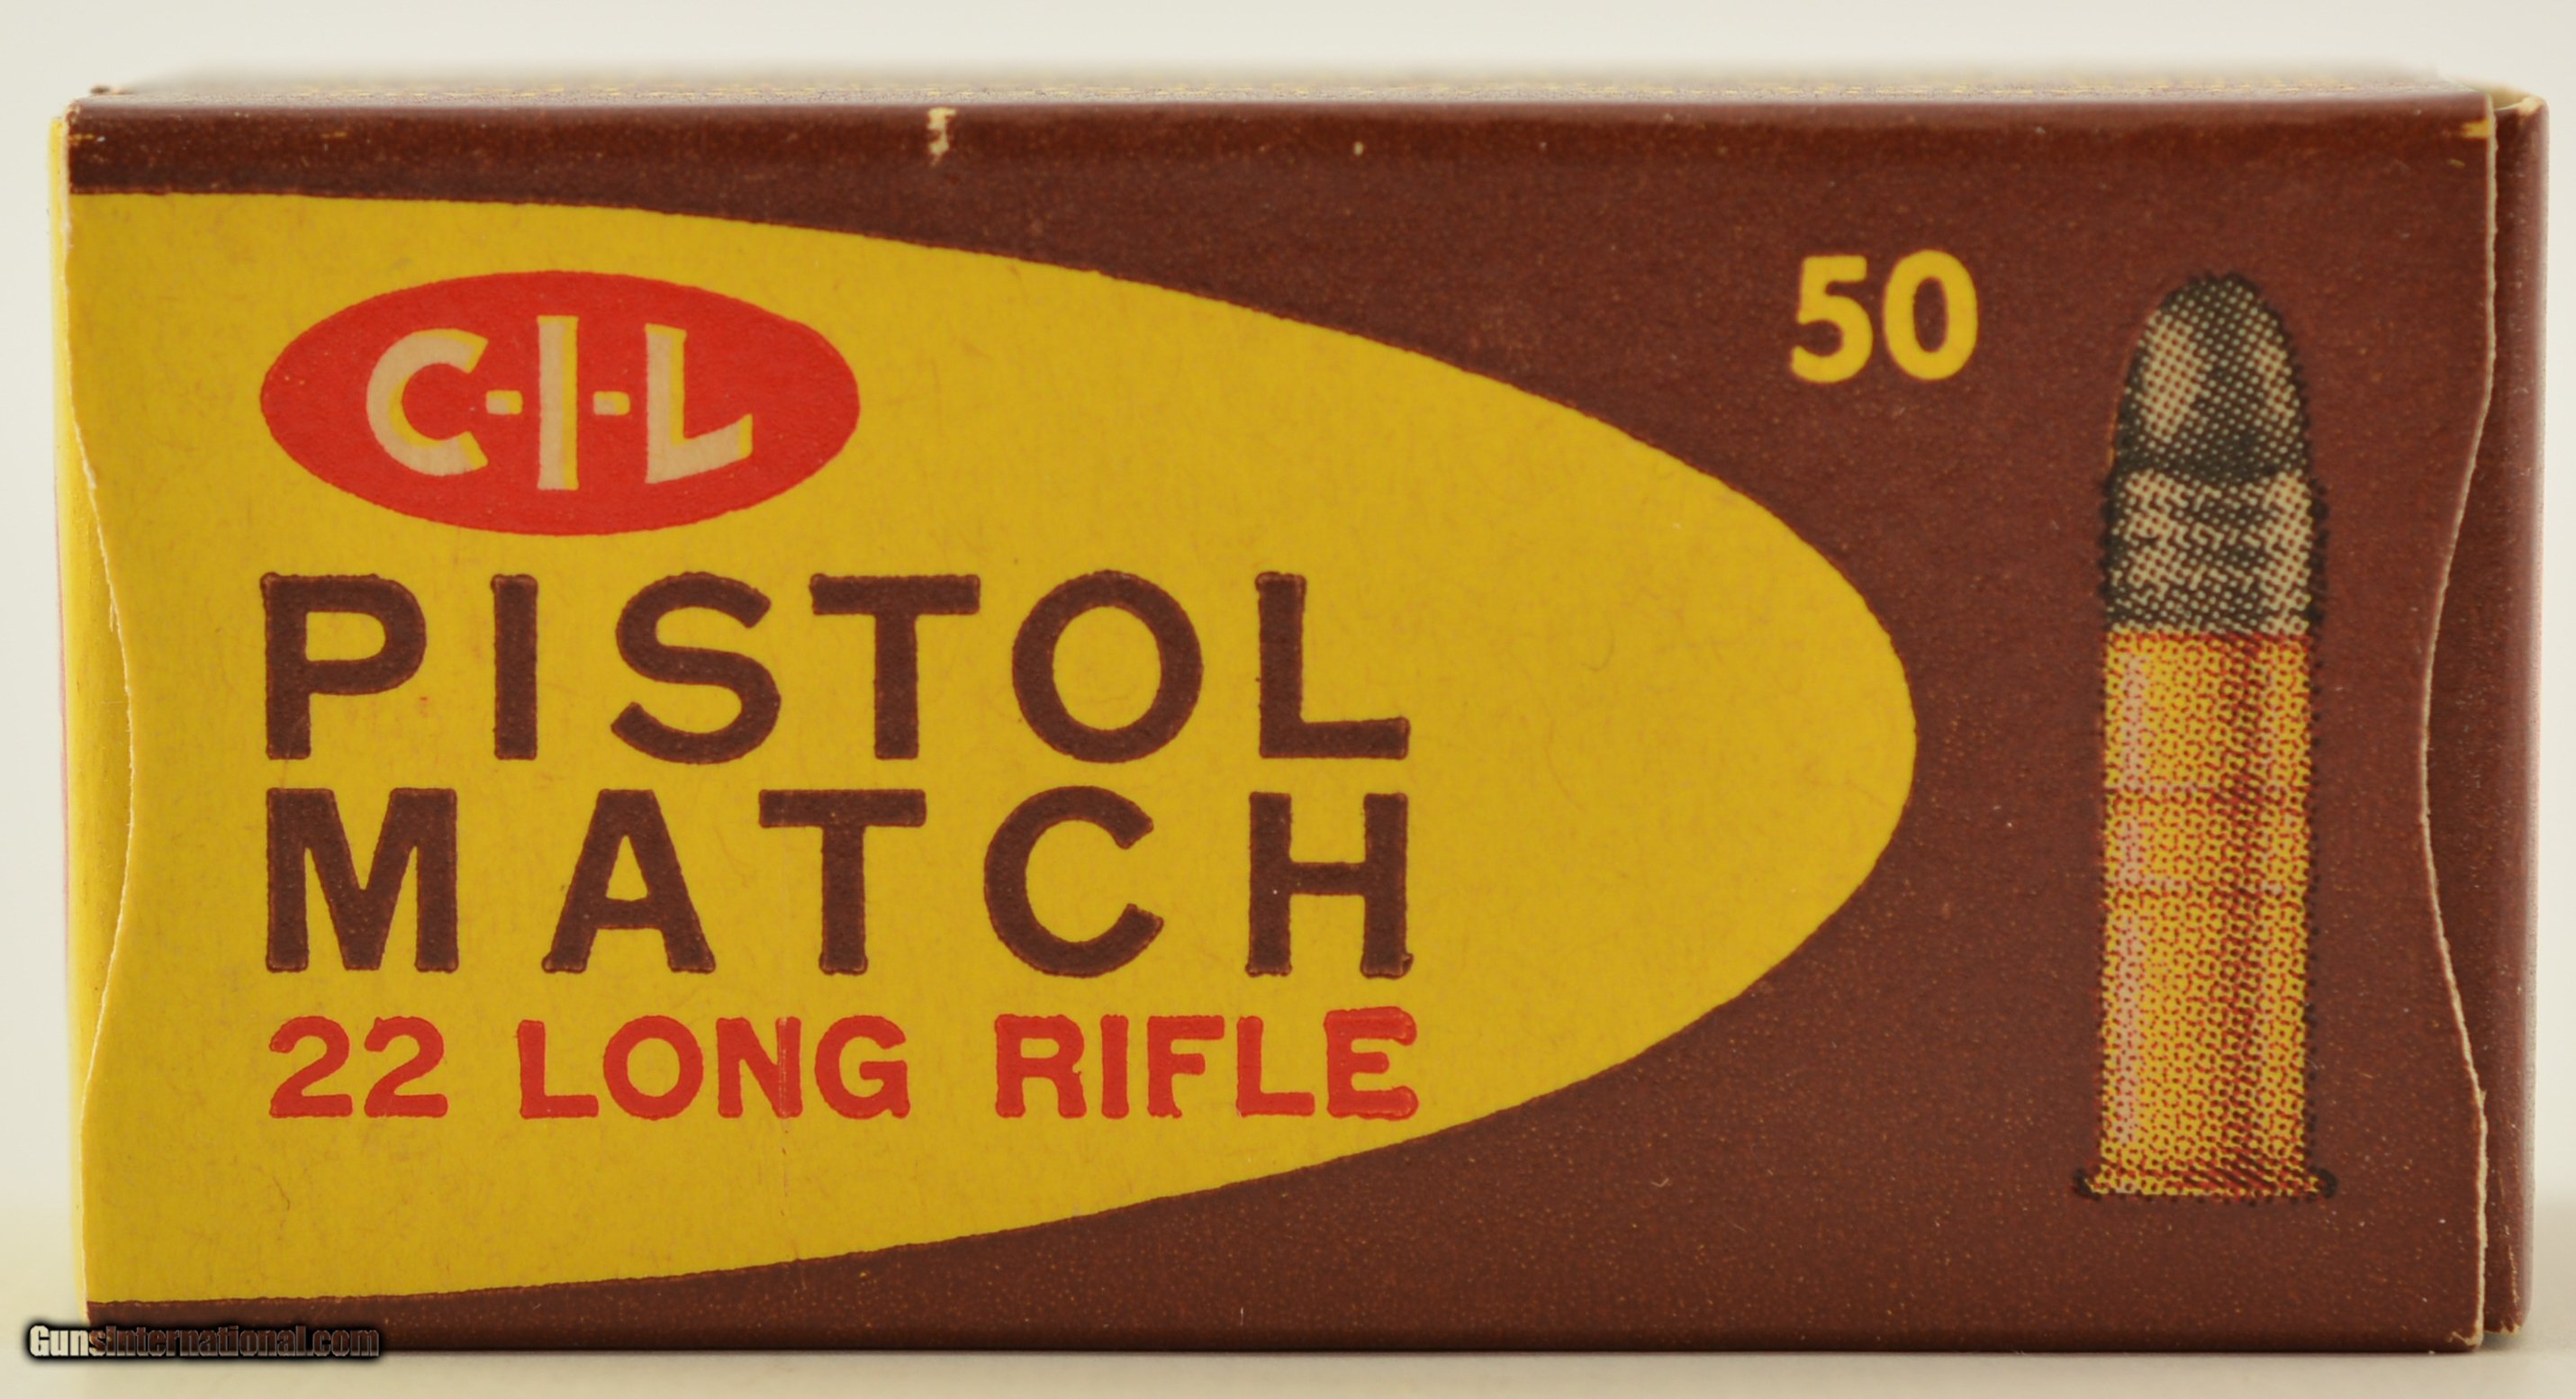 C-I-L
50
PISTOL
MATCH
22 LONG RIFLE
GunsInternational.com